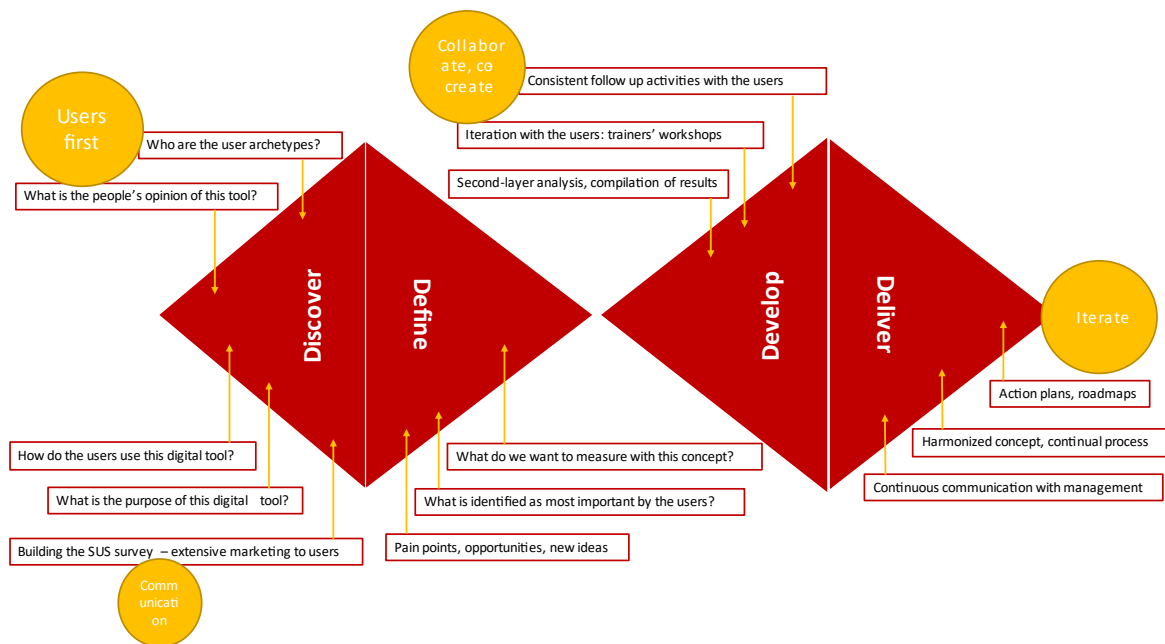 Users
first
Who are the user archetypes?
What is the people's opinion of this tool?
Collabor
ate, co-
create
Consistent follow up activities with the users
Iteration with the users: trainers' workshops
Second-layer analysis, compilation of results
Discover
Define
Develop
Deliver
Iterate
How do the users use this digital tool?
What is the purpose of this digital tool?
Building the SUS survey – extensive marketing to users
Comm
unicati
on
What do we want to measure with this concept?
What is identified as most important by the users?
Pain points, opportunities, new ideas
Action plans, roadmaps
Harmonized concept, continual process
Continuous communication with management